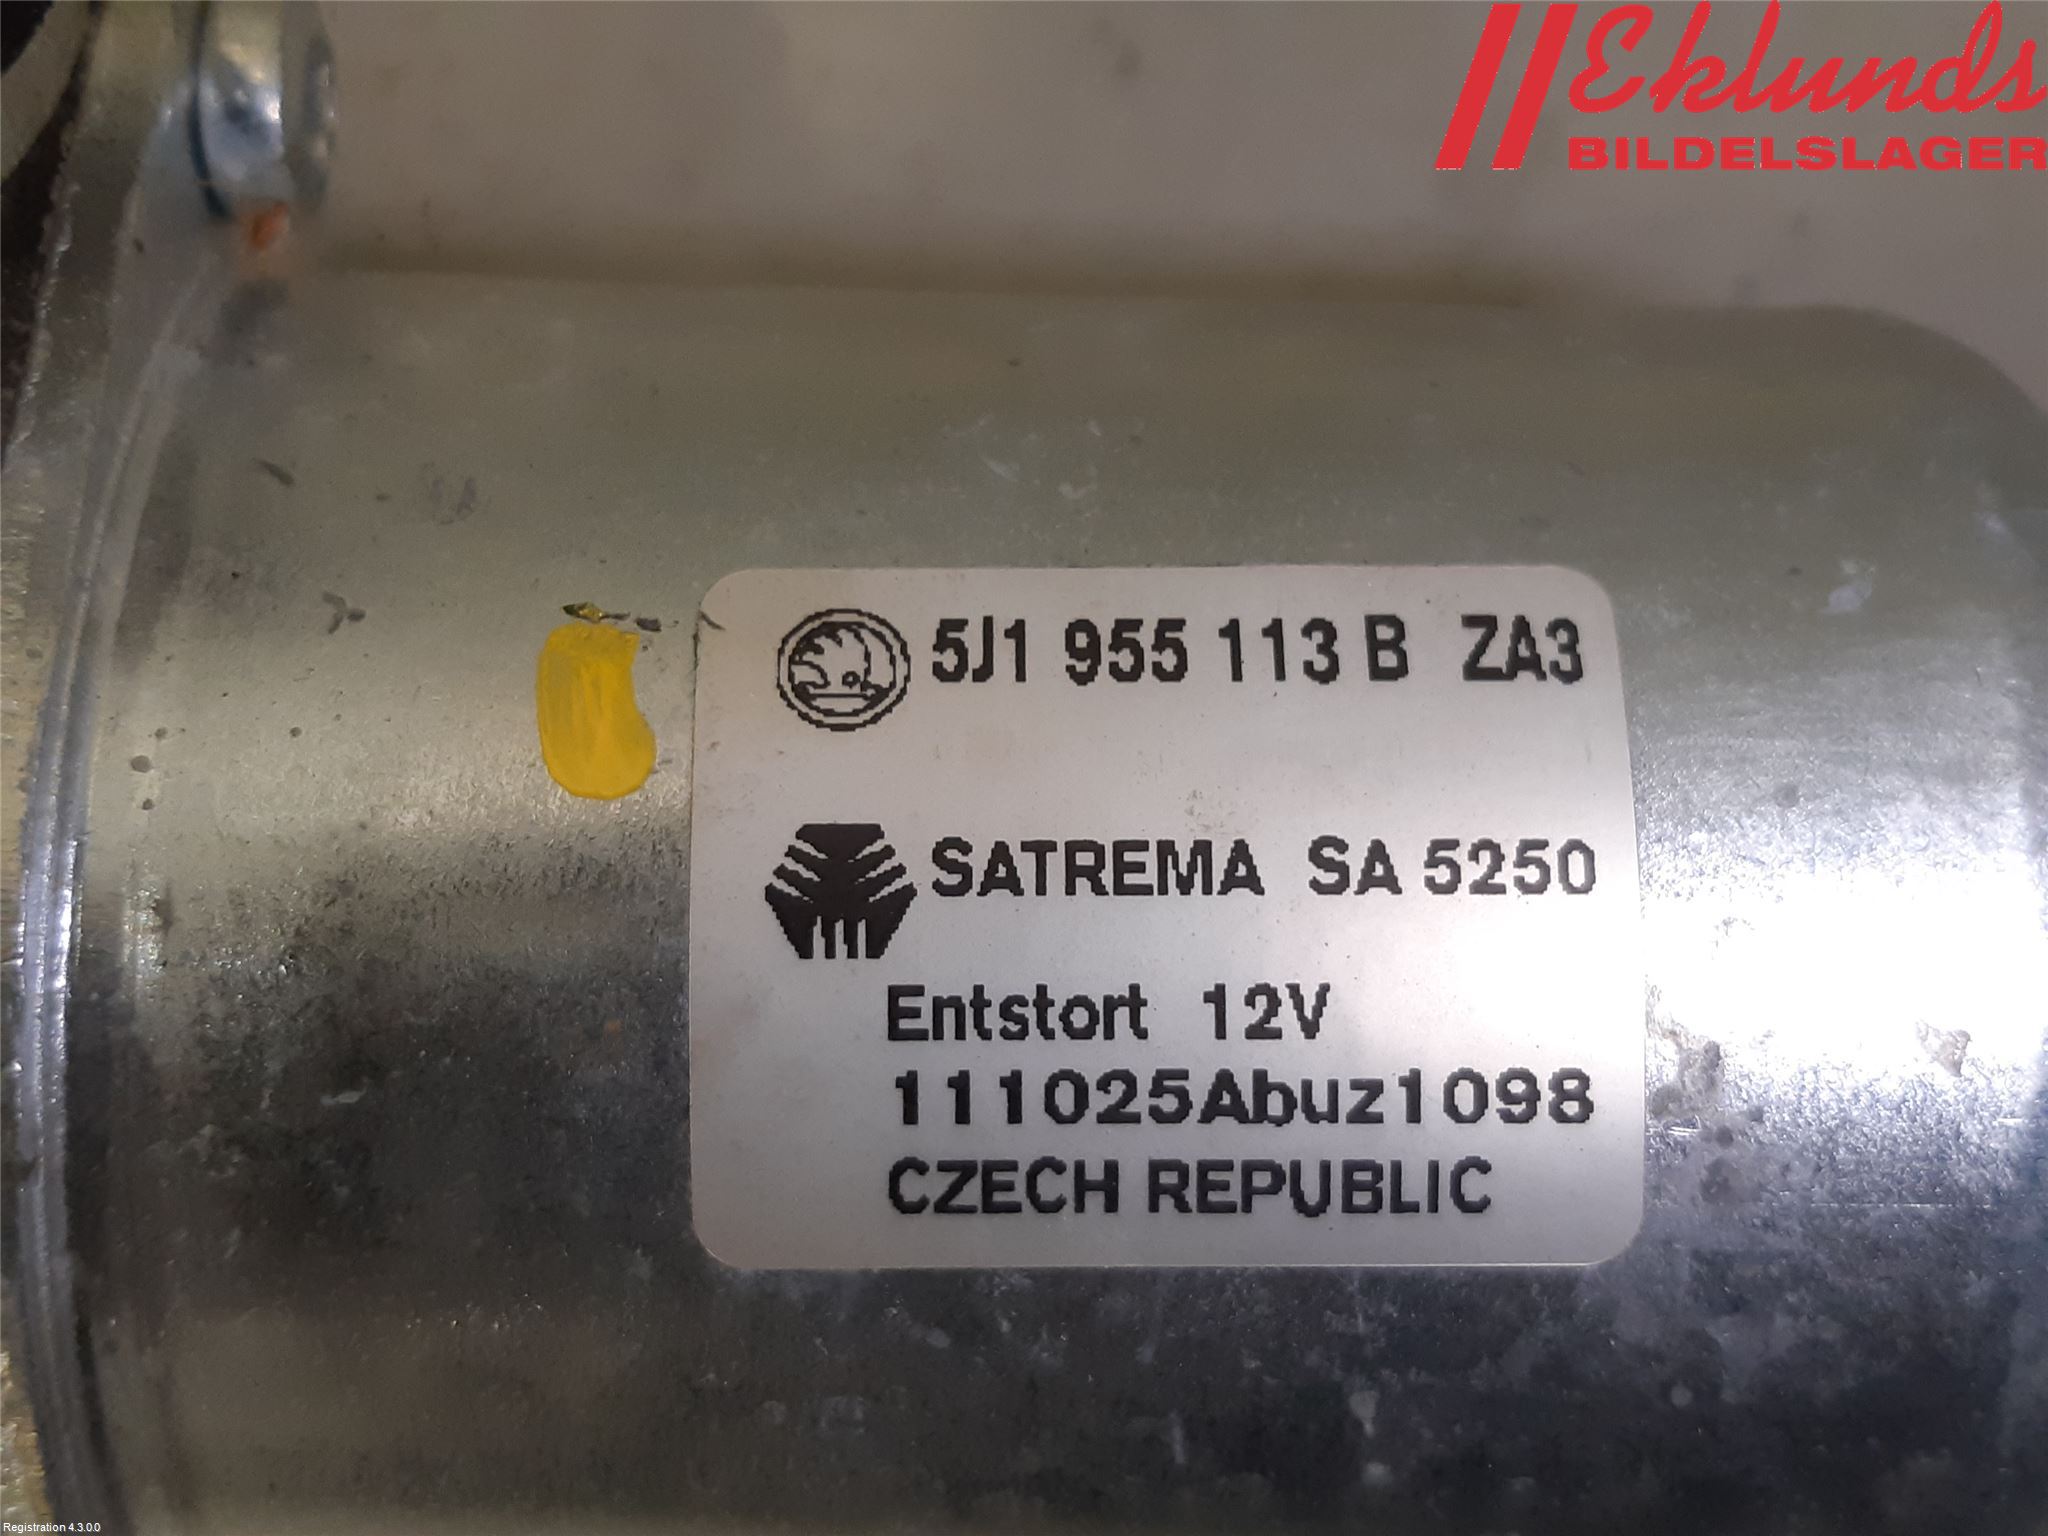 Eklunds
BILDELSLAGER
5J1 955 113 B ZA3
SATREMA SA 5250
Entstort 12V
111025Abuz1098
CZECH REPUBLIC
Registration 4.3.0.0